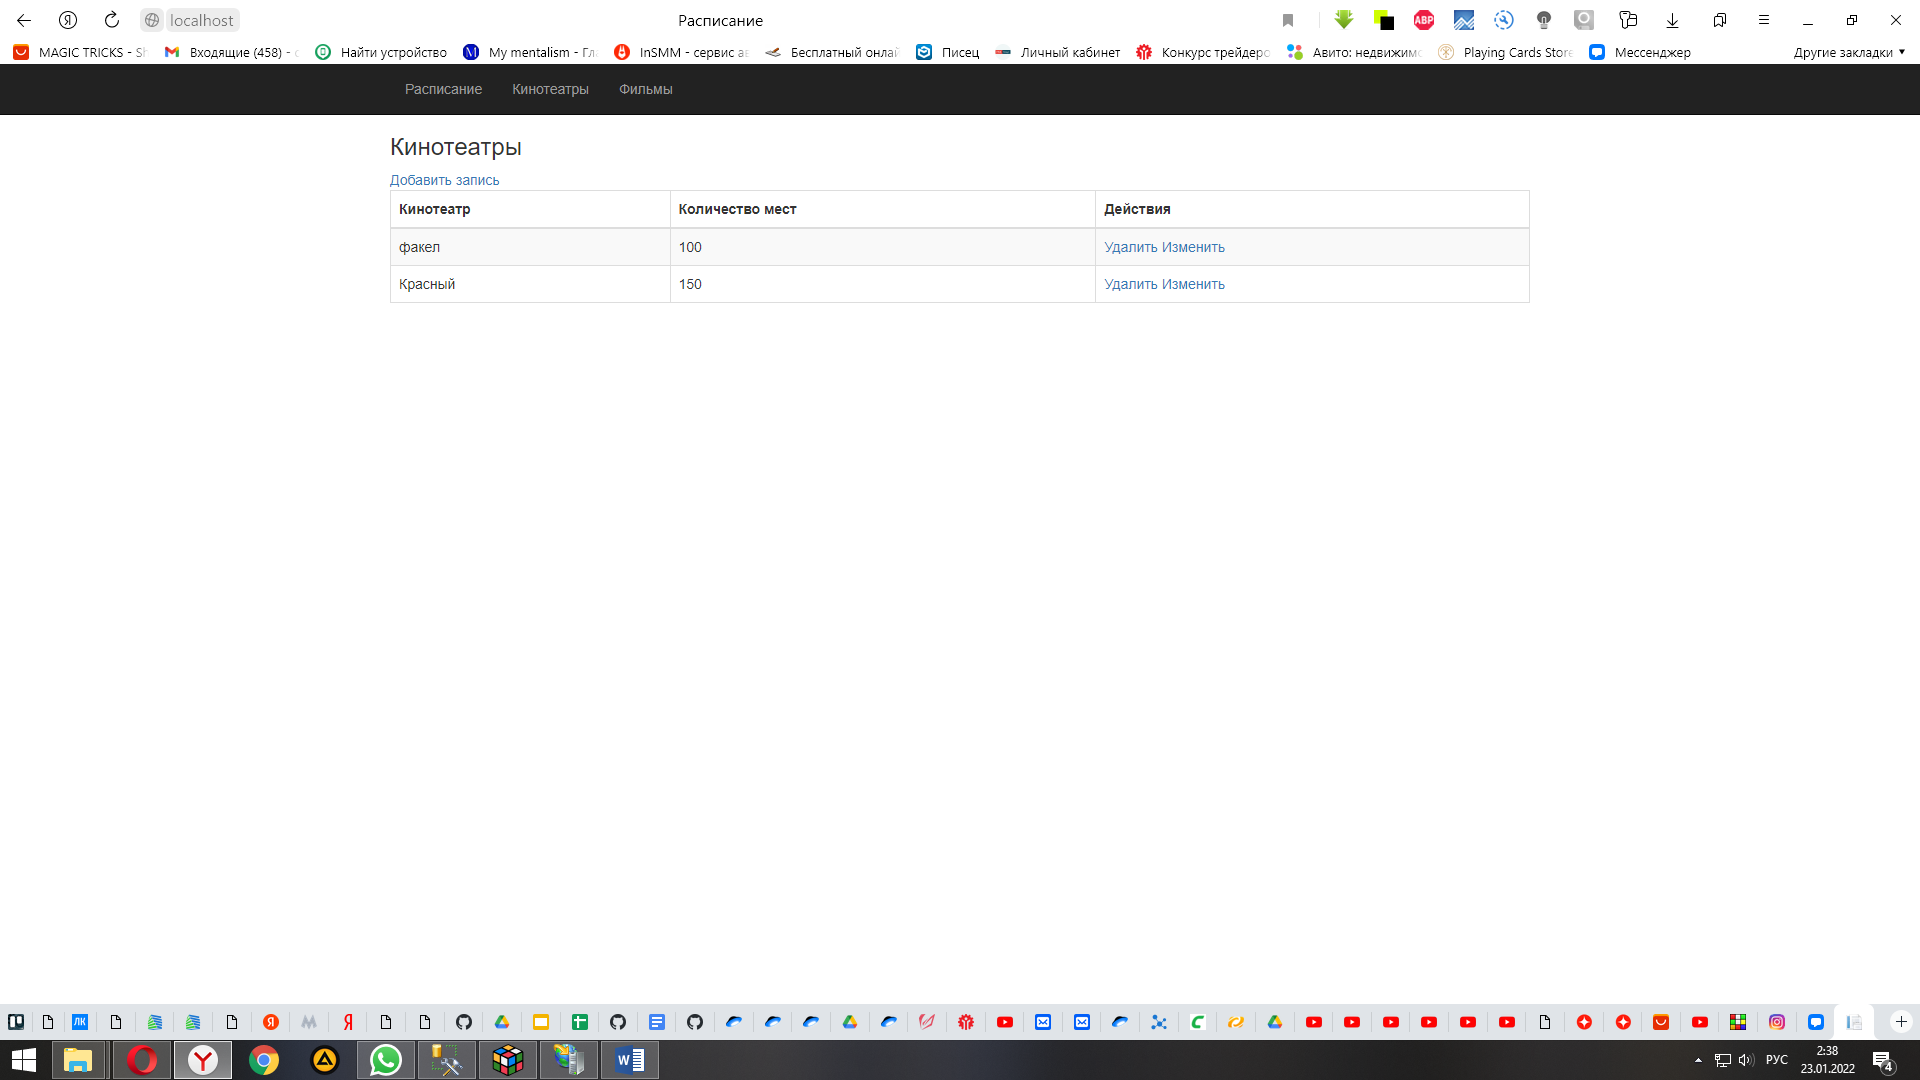 localhost
Расписание
MAGIC TRICKS - Sh
Входящие (458) - с
Найти устройство
My mentalism - Гла
InSMM - сервис ав
Бесплатный онлай
Писец
Личный кабинет
Конкурс трейдеро
Авито: недвижимо
Playing Cards Store
Мессенджер
Другие закладки
Расписание Кинотеатры Фильмы
Кинотеатры
Добавить запись
Кинотеатр Количество мест Действия
факел 100 Удалить Изменить
Красный 150 Удалить Изменить
РУС
2:38
23.01.2022
4